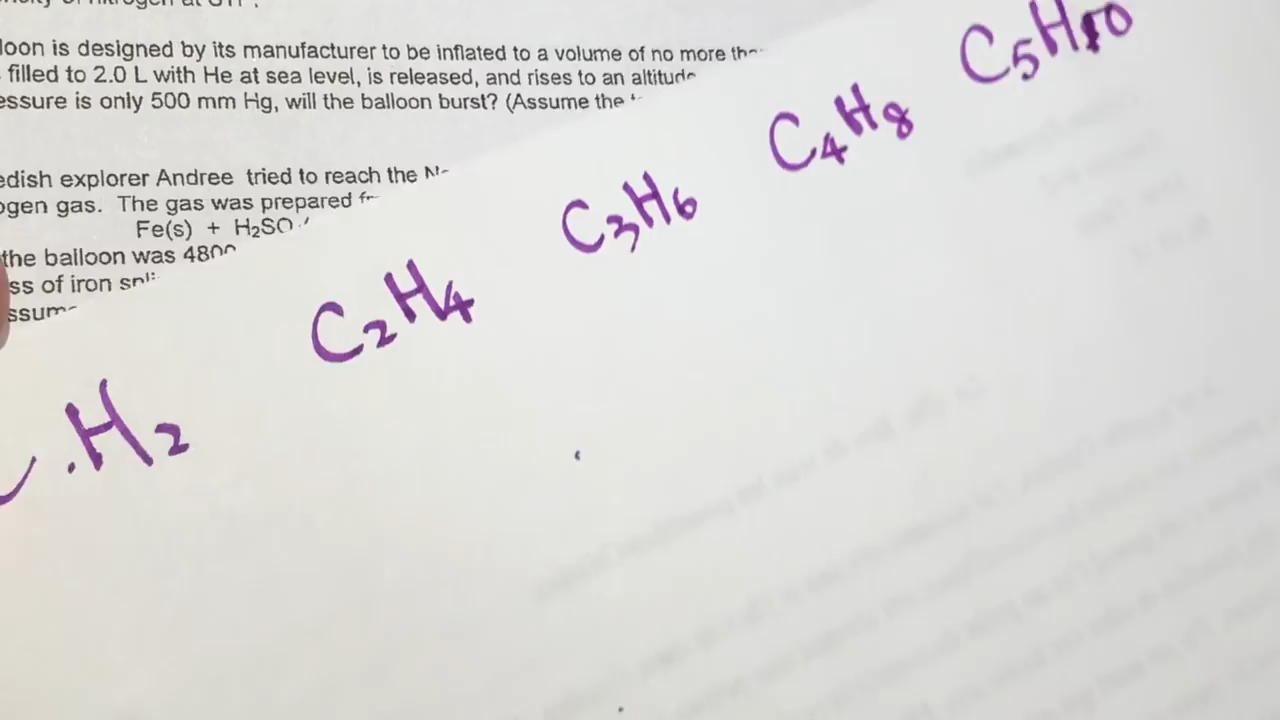 loon is designed by its manufacturer to be inflated to a volume of no more
filled to 2.0 L with He at sea level, is released, and rises to an
essure is only 500 mm Hg, will the balloon burst? (Assume the
edish explorer Andree tried to reach the
ogen gas. The gas was prepared
Fe(s) + H₂SO
the balloon was 4800
ss of iron
C H₂ C₂H₄ C₃H₆ C₄H₈ C₅H₁₀